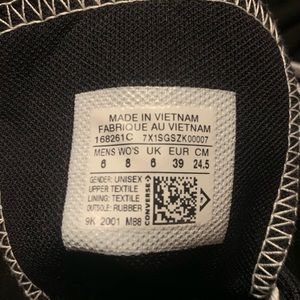 MADE IN VIETNAM
FABRIQUE AU VIETNAM
168261C 7X1SGSZK00007
MENS WO'S UK EUR CM
6 8 6 39 24.5
GENDER: UNISEX
UPPER: TEXTILE
LINING: TEXTILE
OUTSOLE: RUBBER
CONVERSE
9K 2001 M88